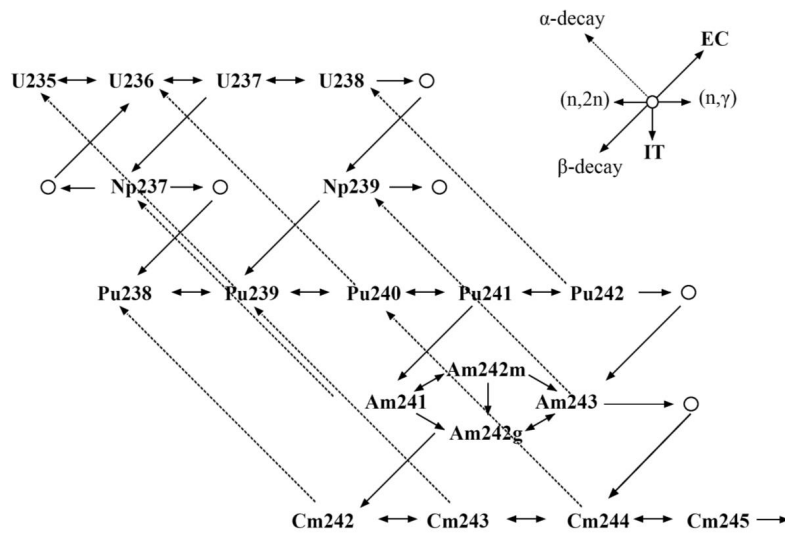 α-decay
EC
(n,2n)
(n,γ)
IT
β-decay
U235 U236 U237 U238
Np237 Np239
Pu238 Pu239 Pu240 Pu241 Pu242
Am242m
Am241 Am243
Am242g
Cm242 Cm243 Cm244 Cm245